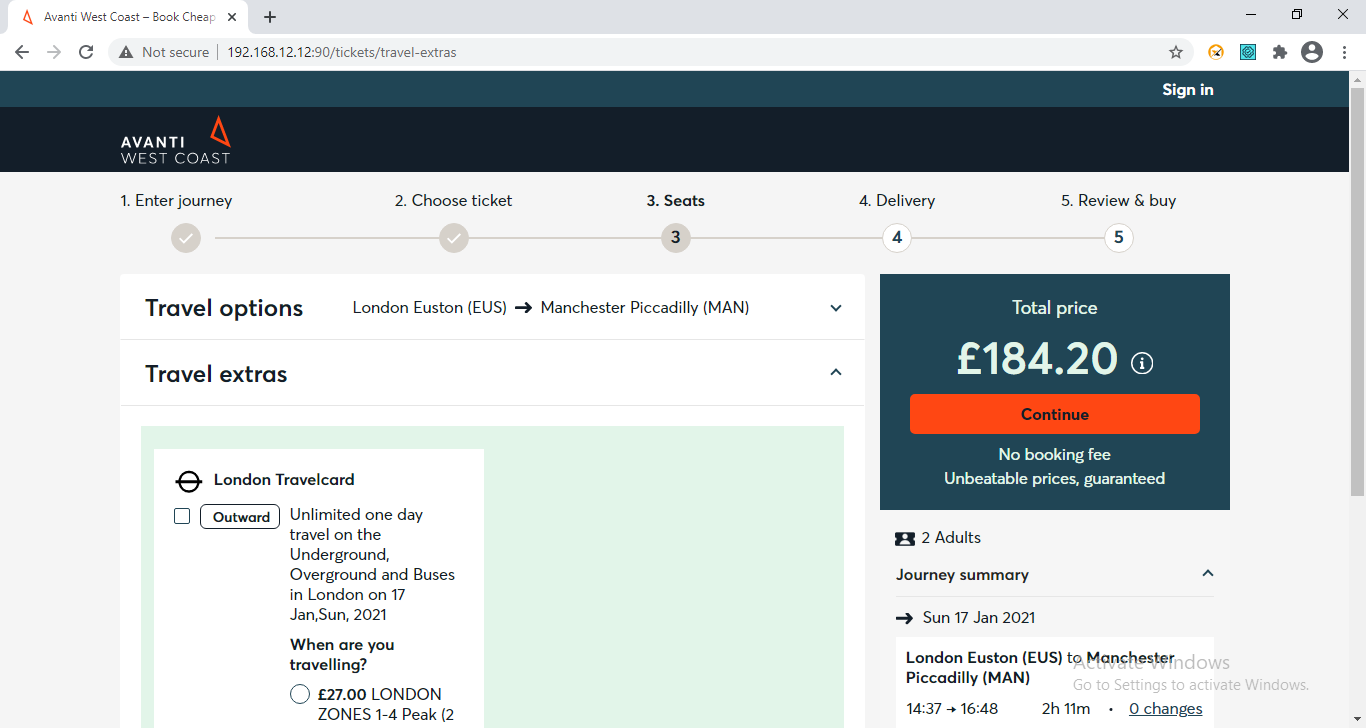 Avanti West Coast – Book Cheap
Not secure
192.168.12.12:90/tickets/travel-extras
Sign in
AVANTI
WEST COAST
1. Enter journey
2. Choose ticket
3. Seats
4. Delivery
5. Review & buy
3
4
5
Travel options
London Euston (EUS) → Manchester Piccadilly (MAN)
Travel extras
London Travelcard
Outward
Unlimited one day
travel on the
Underground,
Overground and Buses
in London on 17
Jan,Sun, 2021
When are you
travelling?
£27.00 LONDON
ZONES 1-4 Peak (2
Total price
£184.20
Continue
No booking fee
Unbeatable prices, guaranteed
2 Adults
Journey summary
→ Sun 17 Jan 2021
London Euston (EUS) to Manchester
Piccadilly (MAN)
14:37 → 16:48 2h 11m · 0 changes
Activate Windows
Go to Settings to activate Windows.